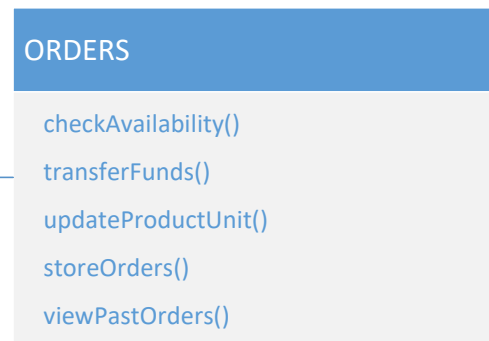 ORDERS
checkAvailability()
transferFunds()
updateProductUnit()
storeOrders()
viewPastOrders()